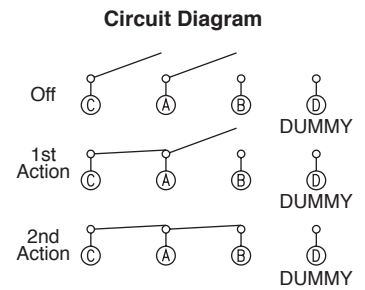 Circuit Diagram
Off
C A B D
DUMMY
1st
Action
C A B D
DUMMY
2nd
Action
C A B D
DUMMY